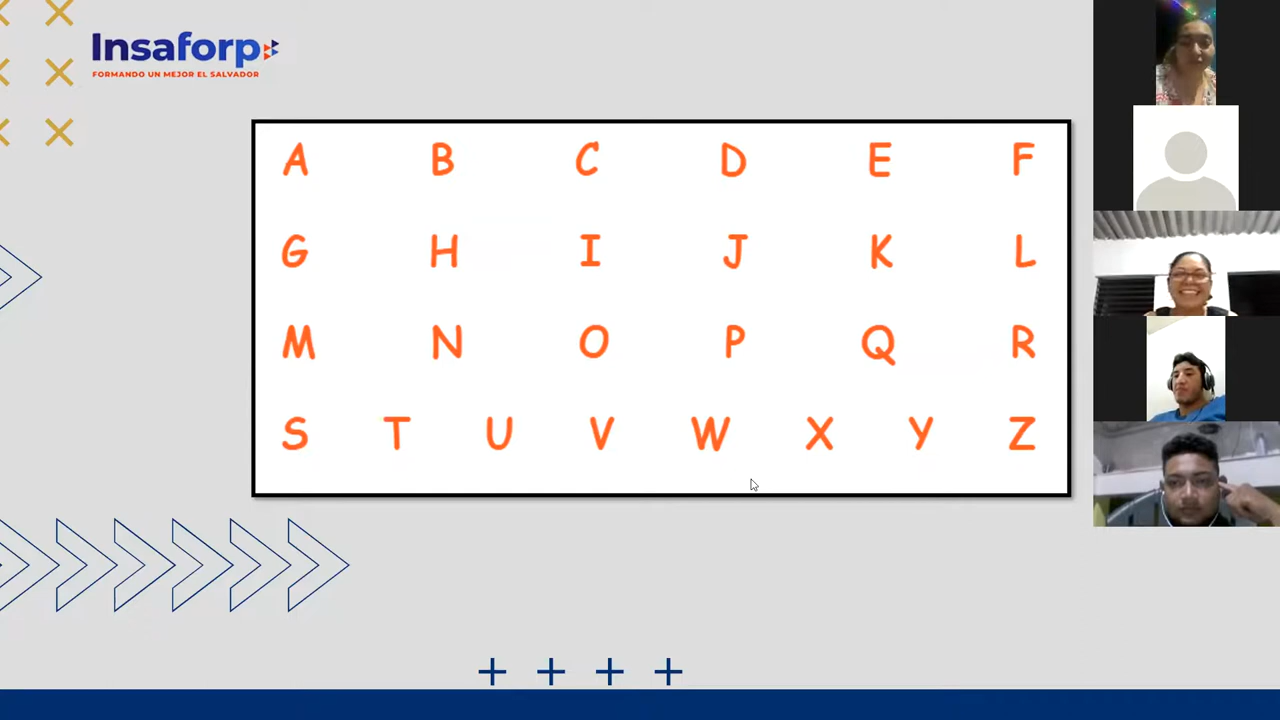 Insaforp
FORMANDO UN MEJOR EL SALVADOR
A B C D E F
G H I J K L
M N O P Q R
S T U V W X Y Z